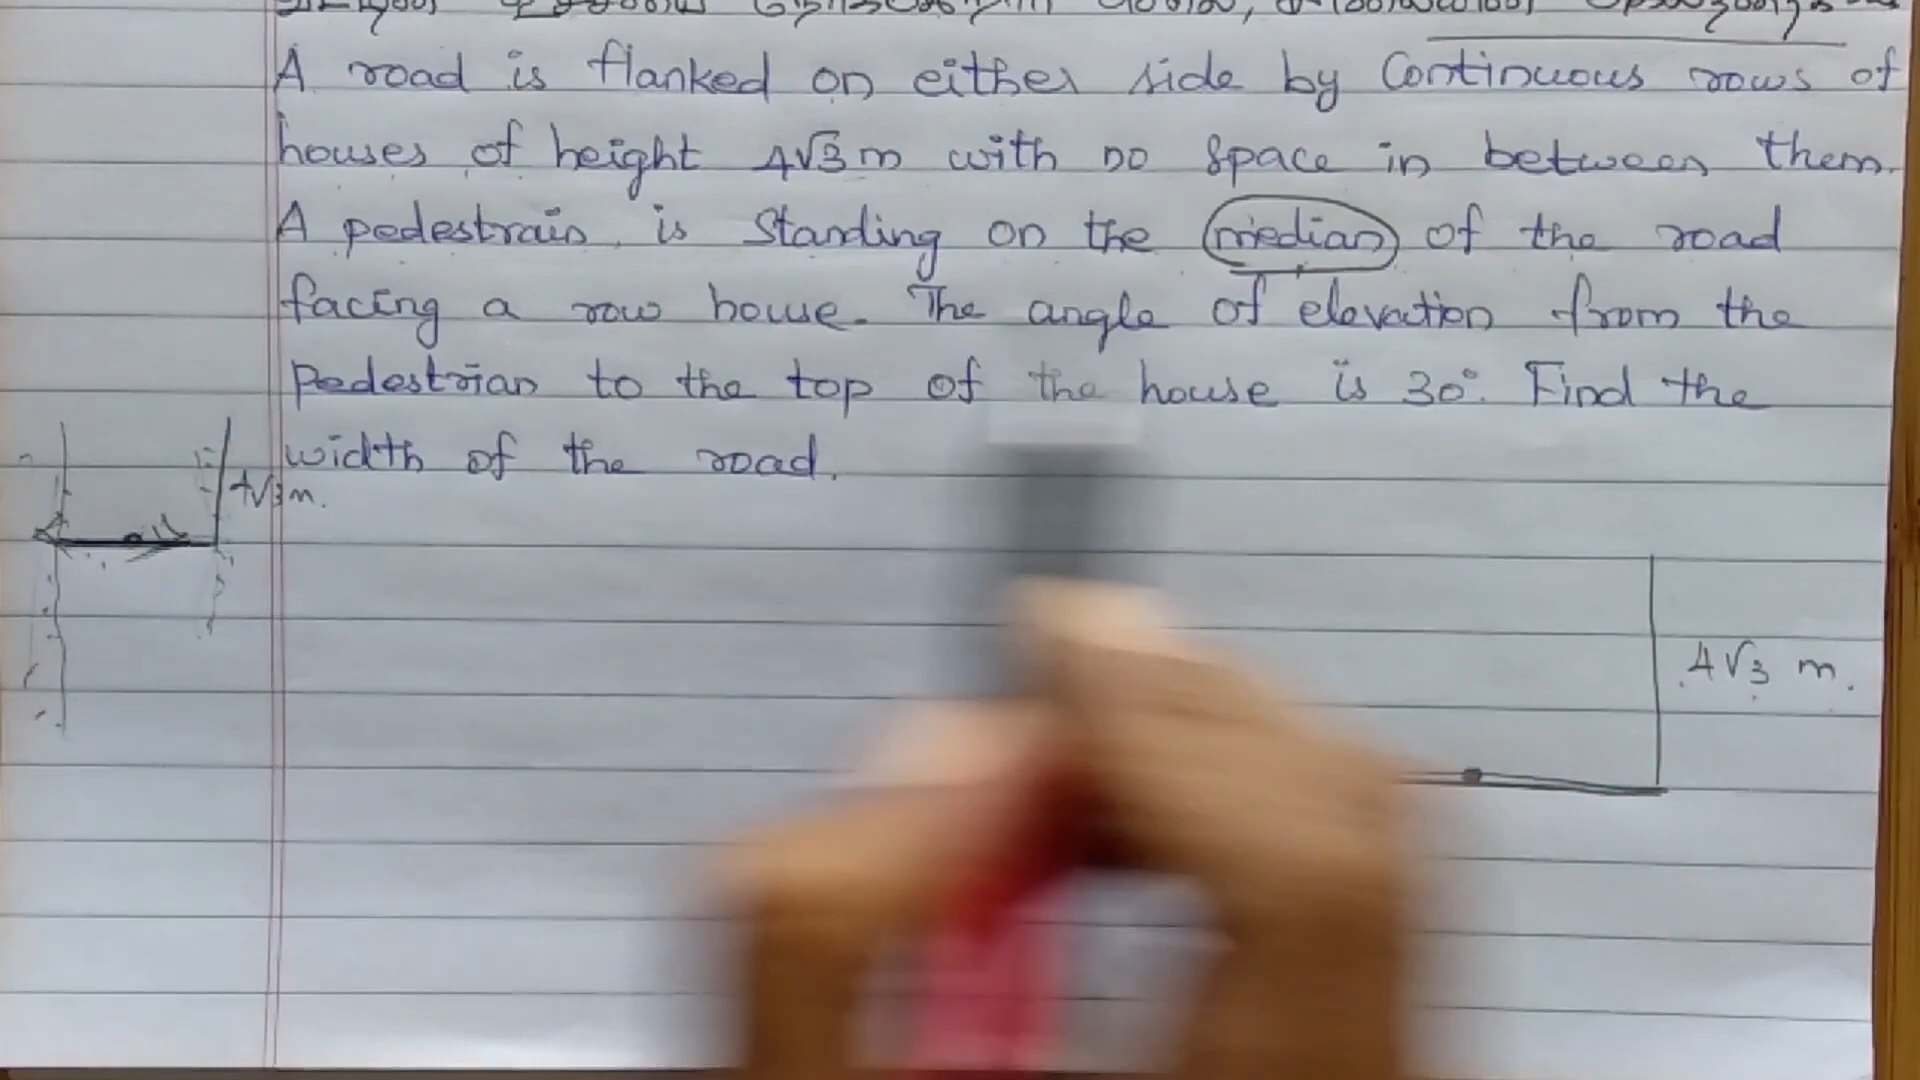 A road is flanked on either side by Continuous rows of
houses of height 4√3 m with no space in between them.
A pedestrain is Standing on the median of the road
facing a row house. The angle of elevation from the
Pedestrian to the top of the house is 30°. Find the
width of the road.
4√3 m.
4√3 m.